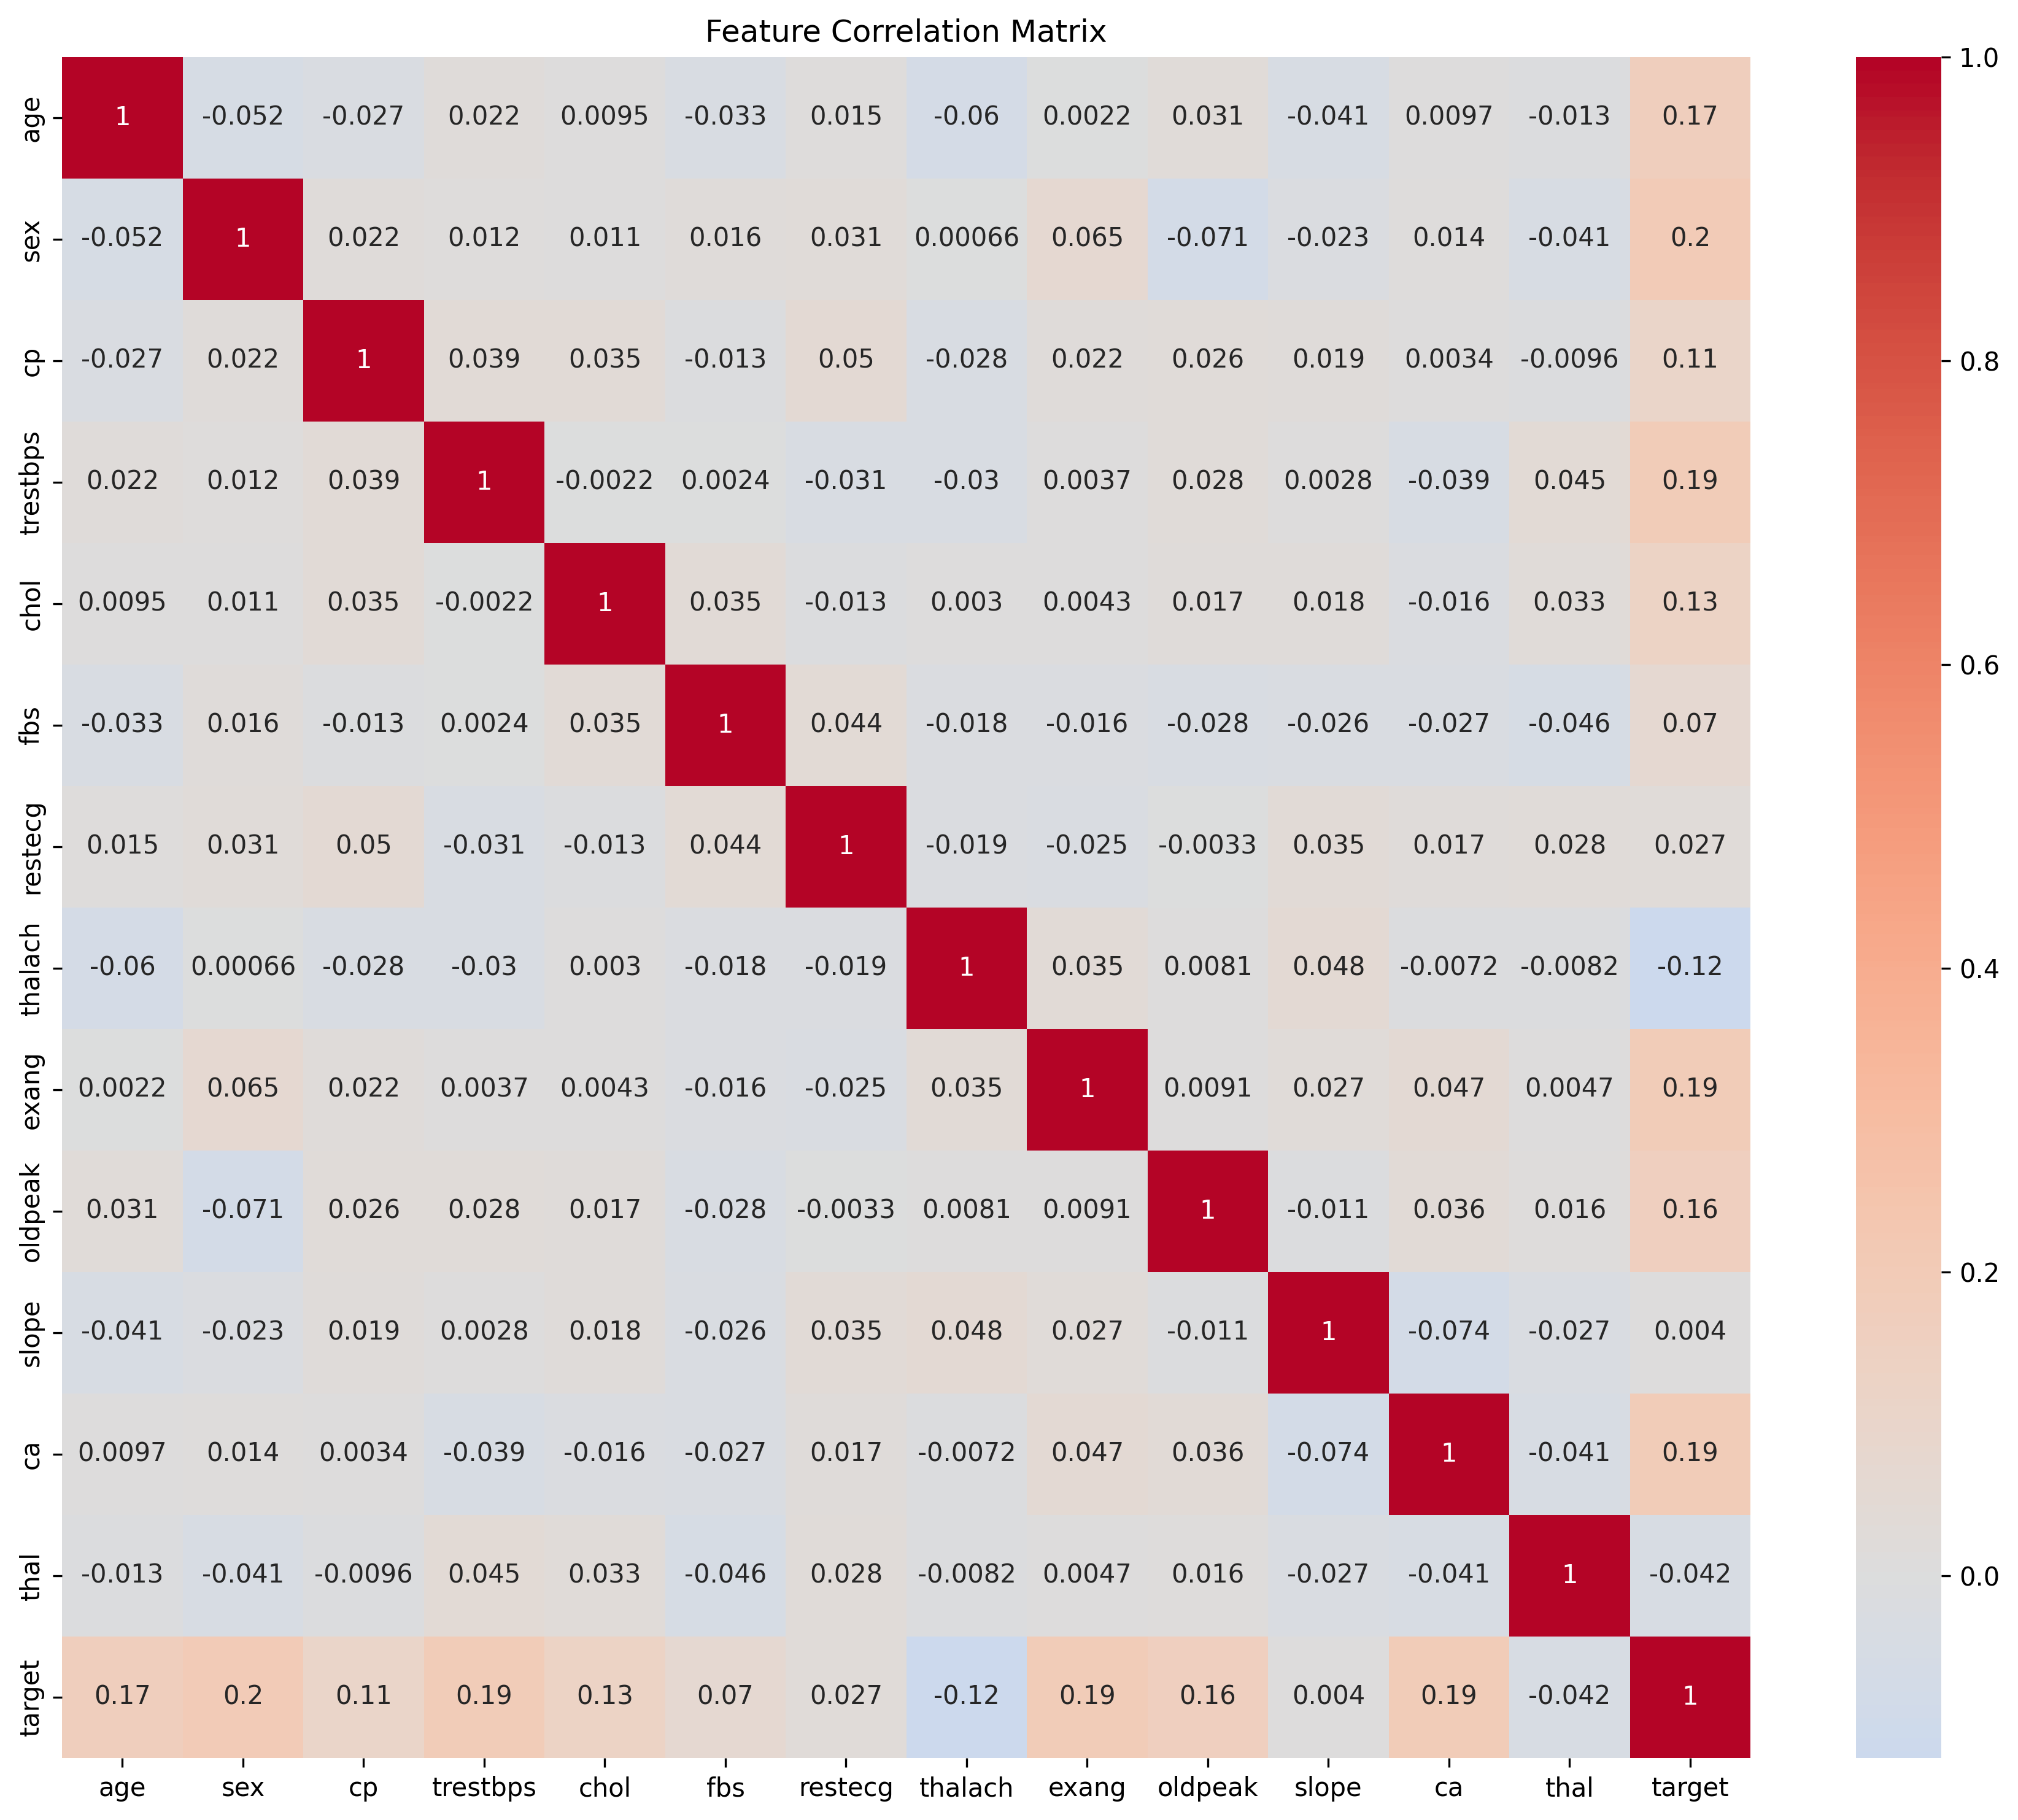 Feature Correlation Matrix
age 1 -0.052 -0.027 0.022 0.0095 -0.033 0.015 -0.06 0.0022 0.031 -0.041 0.0097 -0.013 0.17
sex -0.052 1 0.022 0.012 0.011 0.016 0.031 0.00066 0.065 -0.071 -0.023 0.014 -0.041 0.2
cp -0.027 0.022 1 0.039 0.035 -0.013 0.05 -0.028 0.022 0.026 0.019 0.0034 -0.0096 0.11
trestbps 0.022 0.012 0.039 1 -0.0022 0.0024 -0.031 -0.03 0.0037 0.028 0.0028 -0.039 0.045 0.19
chol 0.0095 0.011 0.035 -0.0022 1 0.035 -0.013 0.003 0.0043 0.017 0.018 -0.016 0.033 0.13
fbs -0.033 0.016 -0.013 0.0024 0.035 1 0.044 -0.018 -0.016 -0.028 -0.026 -0.027 -0.046 0.07
restecg 0.015 0.031 0.05 -0.031 -0.013 0.044 1 -0.019 -0.025 -0.0033 0.035 0.017 0.028 0.027
thalach -0.06 0.00066 -0.028 -0.03 0.003 -0.018 -0.019 1 0.035 0.0081 0.048 -0.0072 -0.0082 -0.12
exang 0.0022 0.065 0.022 0.0037 0.0043 -0.016 -0.025 0.035 1 0.0091 0.027 0.047 0.0047 0.19
oldpeak 0.031 -0.071 0.026 0.028 0.017 -0.028 -0.0033 0.0081 0.0091 1 -0.011 0.036 0.016 0.16
slope -0.041 -0.023 0.019 0.0028 0.018 -0.026 0.035 0.048 0.027 -0.011 1 -0.074 -0.027 0.004
ca 0.0097 0.014 0.0034 -0.039 -0.016 -0.027 0.017 -0.0072 0.047 0.036 -0.074 1 -0.041 0.19
thal -0.013 -0.041 -0.0096 0.045 0.033 -0.046 0.028 -0.0082 0.0047 0.016 -0.027 -0.041 1 -0.042
target 0.17 0.2 0.11 0.19 0.13 0.07 0.027 -0.12 0.19 0.16 0.004 0.19 -0.042 1
age sex cp trestbps chol fbs restecg thalach exang oldpeak slope ca thal target
1.0
0.8
0.6
0.4
0.2
0.0